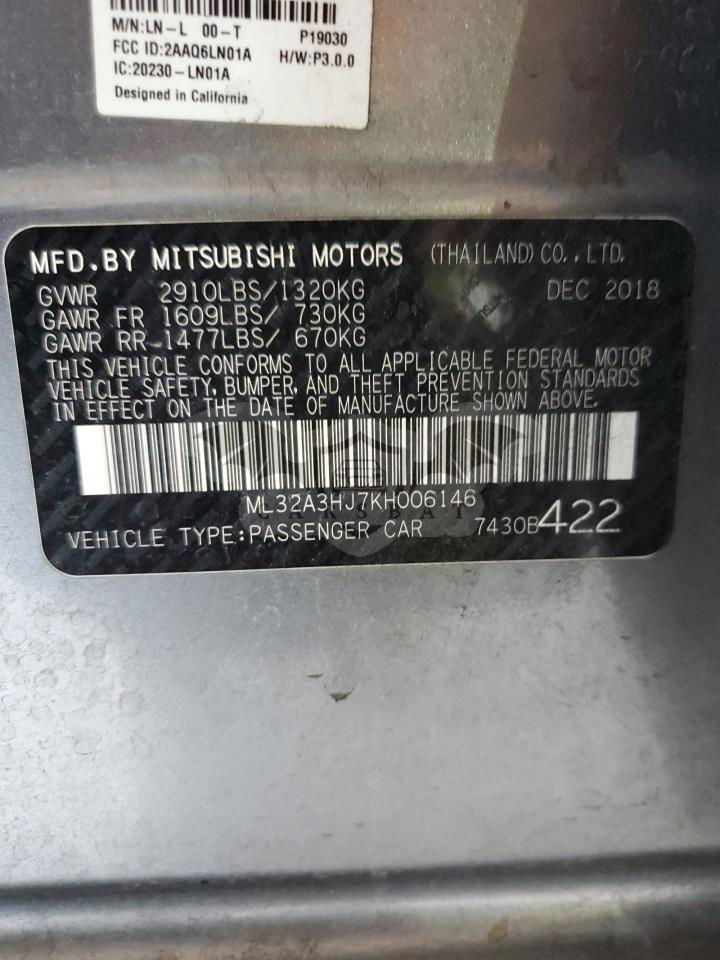 M/N:LN-L 00-T P19030
FCC ID:2AAQ6LN01A H/W:P3.0.0
IC:20230-LN01A
Designed in California
MFD.BY MITSUBISHI MOTORS (THAILAND)CO.,LTD.
GVWR 2910LBS/1320KG DEC 2018
GAWR FR 1609LBS/ 730KG
GAWR RR 1477LBS/ 670KG
THIS VEHICLE CONFORMS TO ALL APPLICABLE FEDERAL MOTOR
VEHICLE SAFETY, BUMPER, AND THEFT PREVENTION STANDARDS
IN EFFECT ON THE DATE OF MANUFACTURE SHOWN ABOVE.
ML32A3HJ7KH006146
CARSBAT
VEHICLE TYPE:PASSENGER CAR 7430B422